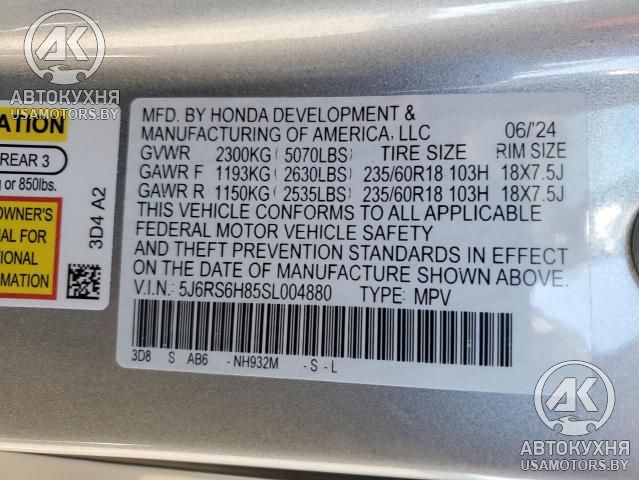 AK
АВТОКУХНЯ
USAMOTORS.BY
ATION
REAR 3
g or 850lbs.
OWNER'S
UAL FOR
TIONAL
ATION
3D4 A2
MFD. BY HONDA DEVELOPMENT &
MANUFACTURING OF AMERICA, LLC 06/'24
GVWR 2300KG (5070LBS) TIRE SIZE RIM SIZE
GAWR F 1193KG (2630LBS) 235/60R18 103H 18X7.5J
GAWR R 1150KG (2535LBS) 235/60R18 103H 18X7.5J
THIS VEHICLE CONFORMS TO ALL APPLICABLE
FEDERAL MOTOR VEHICLE SAFETY
AND THEFT PREVENTION STANDARDS IN EFFECT
ON THE DATE OF MANUFACTURE SHOWN ABOVE.
V.I.N.: 5J6RS6H85SL004880 TYPE: MPV
3D8 S AB6 -NH932M -S-L
AK
АВТОКУХНЯ
USAMOTORS.BY